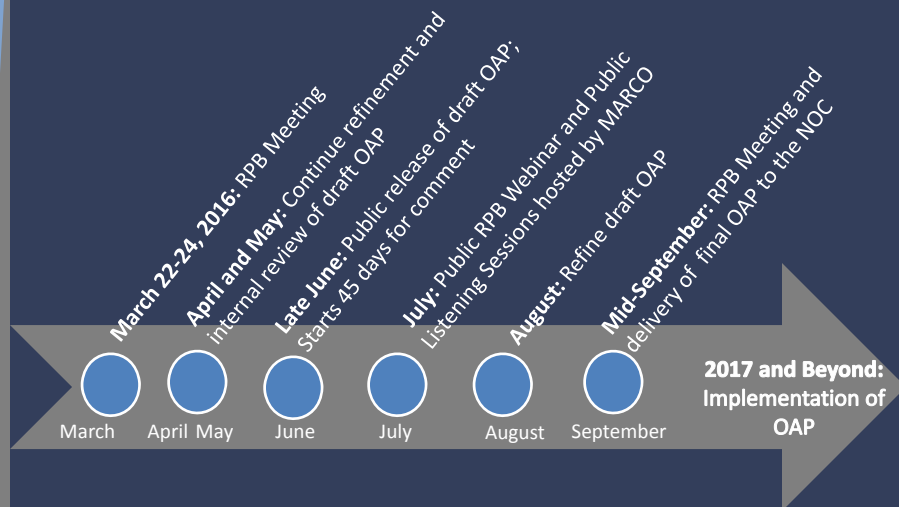 March 22-24, 2016: RPB Meeting
April and May: Continue refinement and
internal review of draft OAP
Late June: Public release of draft OAP;
Starts 45 days for comment
July: Public RPB Webinar and Public
Listening Sessions hosted by MARCO
August: Refine draft OAP
Mid-September: RPB Meeting and
delivery of final OAP to the NOC
March
April May
June
July
August
September
2017 and Beyond:
Implementation of
OAP